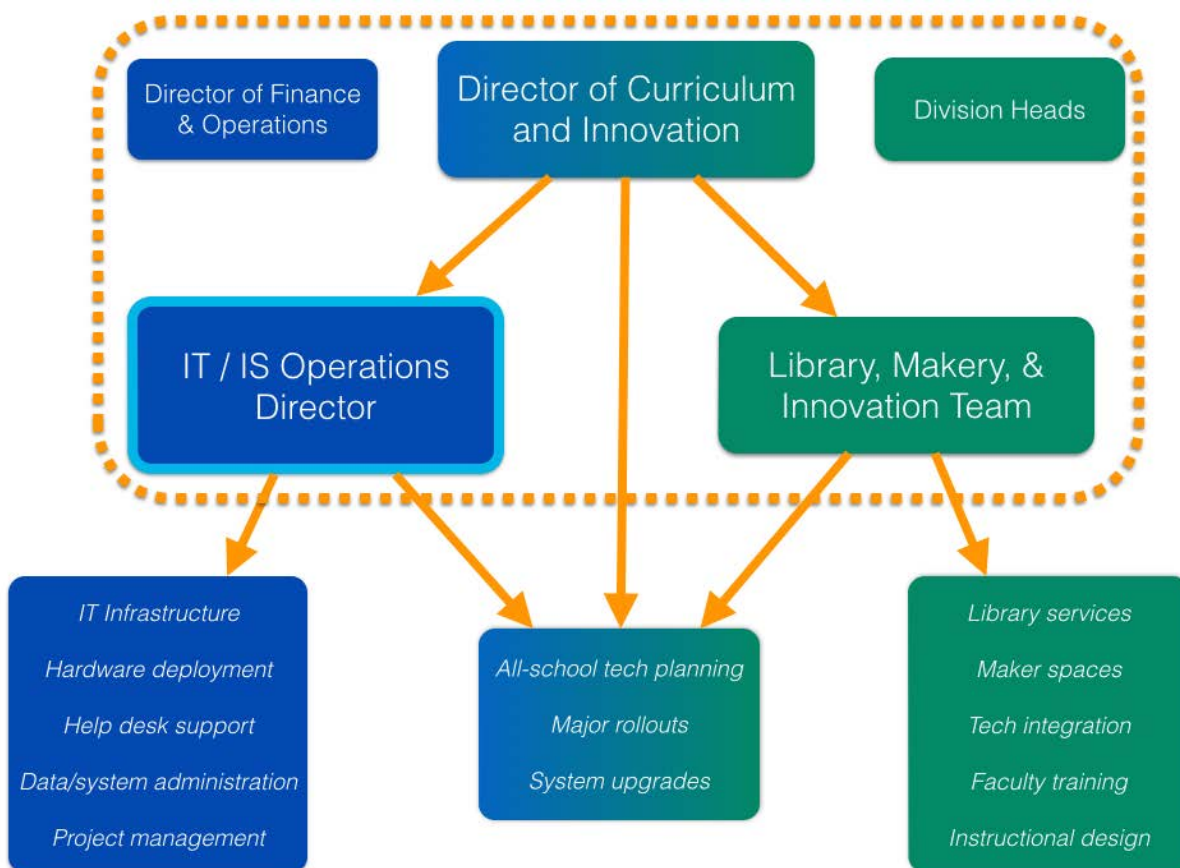 Director of Finance
& Operations
Director of Curriculum
and Innovation
Division Heads
IT / IS Operations
Director
Library, Makery, &
Innovation Team
IT Infrastructure
Hardware deployment
Help desk support
Data/system administration
Project management
All-school tech planning
Major rollouts
System upgrades
Library services
Maker spaces
Tech integration
Faculty training
Instructional design